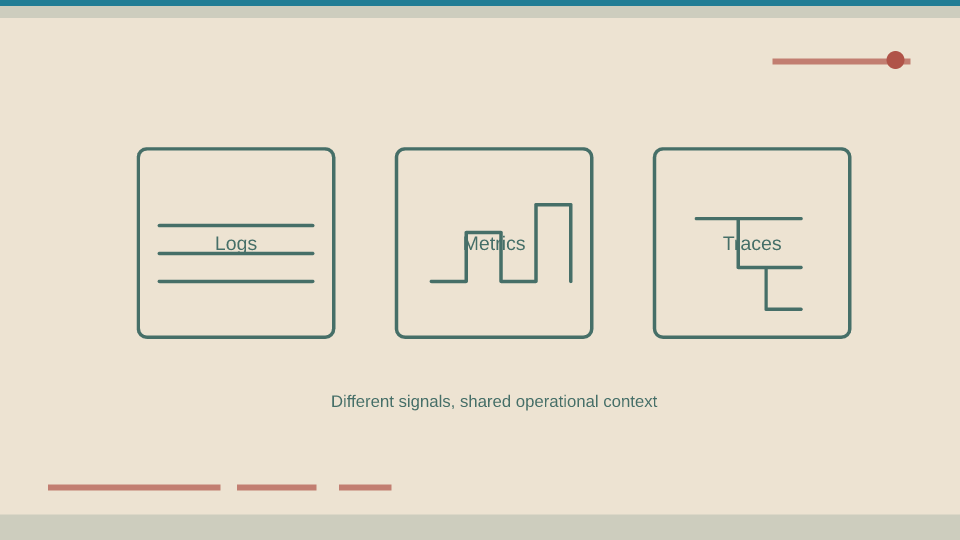 Logs
Metrics
Traces
Different signals, shared operational context